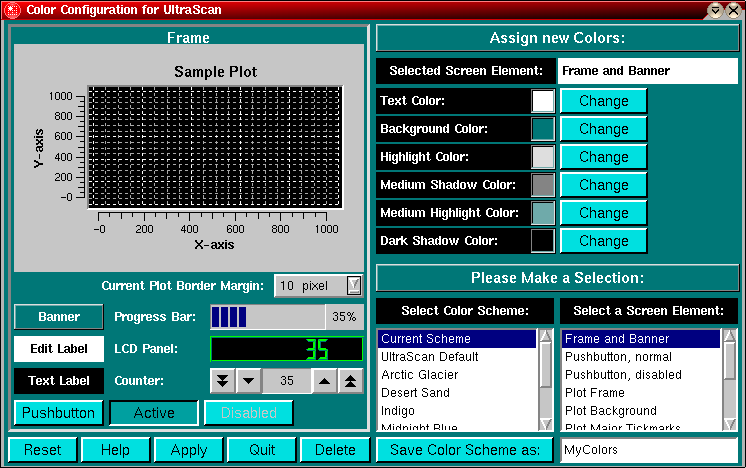 Color Configuration for UltraScan
Frame
Sample Plot
Y-axis
1000
800
600
400
200
-0
-0 200 400 600 800 1000
X-axis
Current Plot Border Margin: 10 pixel
Banner Progress Bar: 35%
Edit Label LCD Panel: 35
Text Label Counter: 35
Pushbutton Active Disabled
Assign new Colors:
Selected Screen Element: Frame and Banner
Text Color: Change
Background Color: Change
Highlight Color: Change
Medium Shadow Color: Change
Medium Highlight Color: Change
Dark Shadow Color: Change
Please Make a Selection:
Select Color Scheme:
Current Scheme
UltraScan Default
Arctic Glacier
Desert Sand
Indigo
Midnight Blue
Select a Screen Element:
Frame and Banner
Pushbutton, normal
Pushbutton, disabled
Plot Frame
Plot Background
Plot Major Tickmarks
Reset Help Apply Quit Delete Save Color Scheme as: MyColors